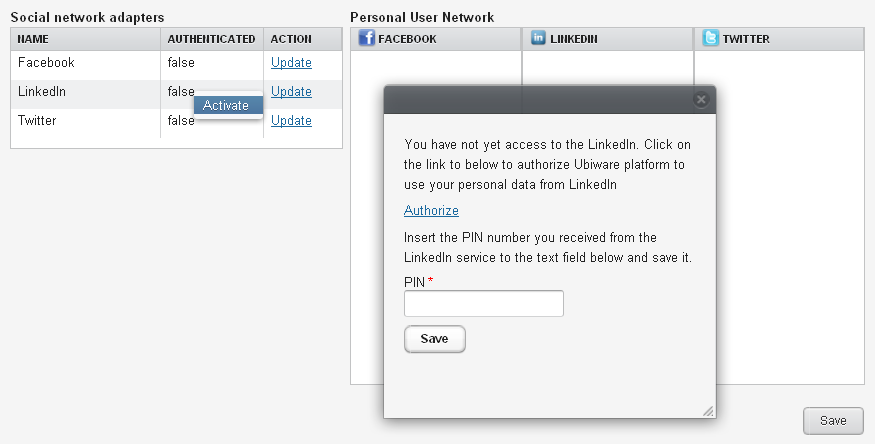 Social network adapters
NAME AUTHENTICATED ACTION
Facebook false Update
LinkedIn false Update
Activate
Twitter false Update
Personal User Network
FACEBOOK LINKEDIN TWITTER
You have not yet access to the LinkedIn. Click on
the link to below to authorize Ubiware platform to
use your personal data from LinkedIn
Authorize
Insert the PIN number you received from the
LinkedIn service to the text field below and save it.
PIN *
Save
Save